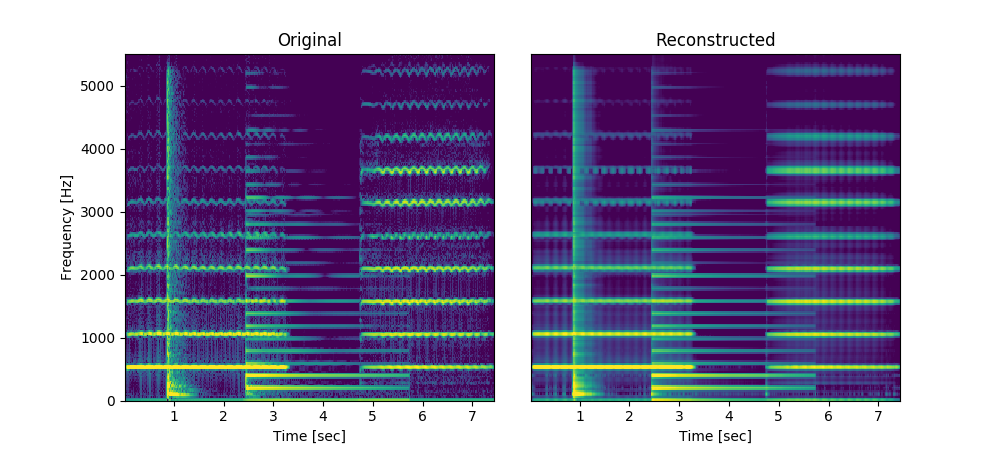 Original
Reconstructed
5000
4000
3000
2000
1000
0
Frequency [Hz]
1 2 3 4 5 6 7
1 2 3 4 5 6 7
Time [sec]
Time [sec]